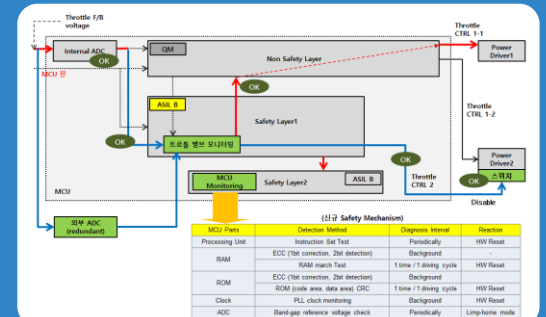 Throttle F/B
voltage
Throttle
CTRL 1-1
Internal ADC
QM
OK
Non Safety Layer
Power
Driver1
OK
MCU
OK
ASIL B
Safety Layer1
Throttle
CTRL 1-2
OK
트로틀 밸브 모니터링
OK
Power
Driver2
OK
스위치
MCU
Monitoring
Safety Layer2
ASIL B
Throttle
CTRL 2
MCU
Disable
외부 ADC
(redundant)
(신규 Safety Mechanism)
MCU Parts Detection Method Diagnosis Interval Reaction
Processing Unit Instruction Set Test Periodically HW Reset
RAM ECC (1bit correction, 2bit detection) Background -
RAM march Test 1 time / 1 driving cycle HW Reset
ROM ECC (1bit correction, 2bit detection) Background
ROM (code area, data area) CRC 1 time / 1 driving cycle HW Reset
Clock PLL clock monitoring Background HW Reset
ADC Band-gap reference voltage check Periodically Limp-home mode